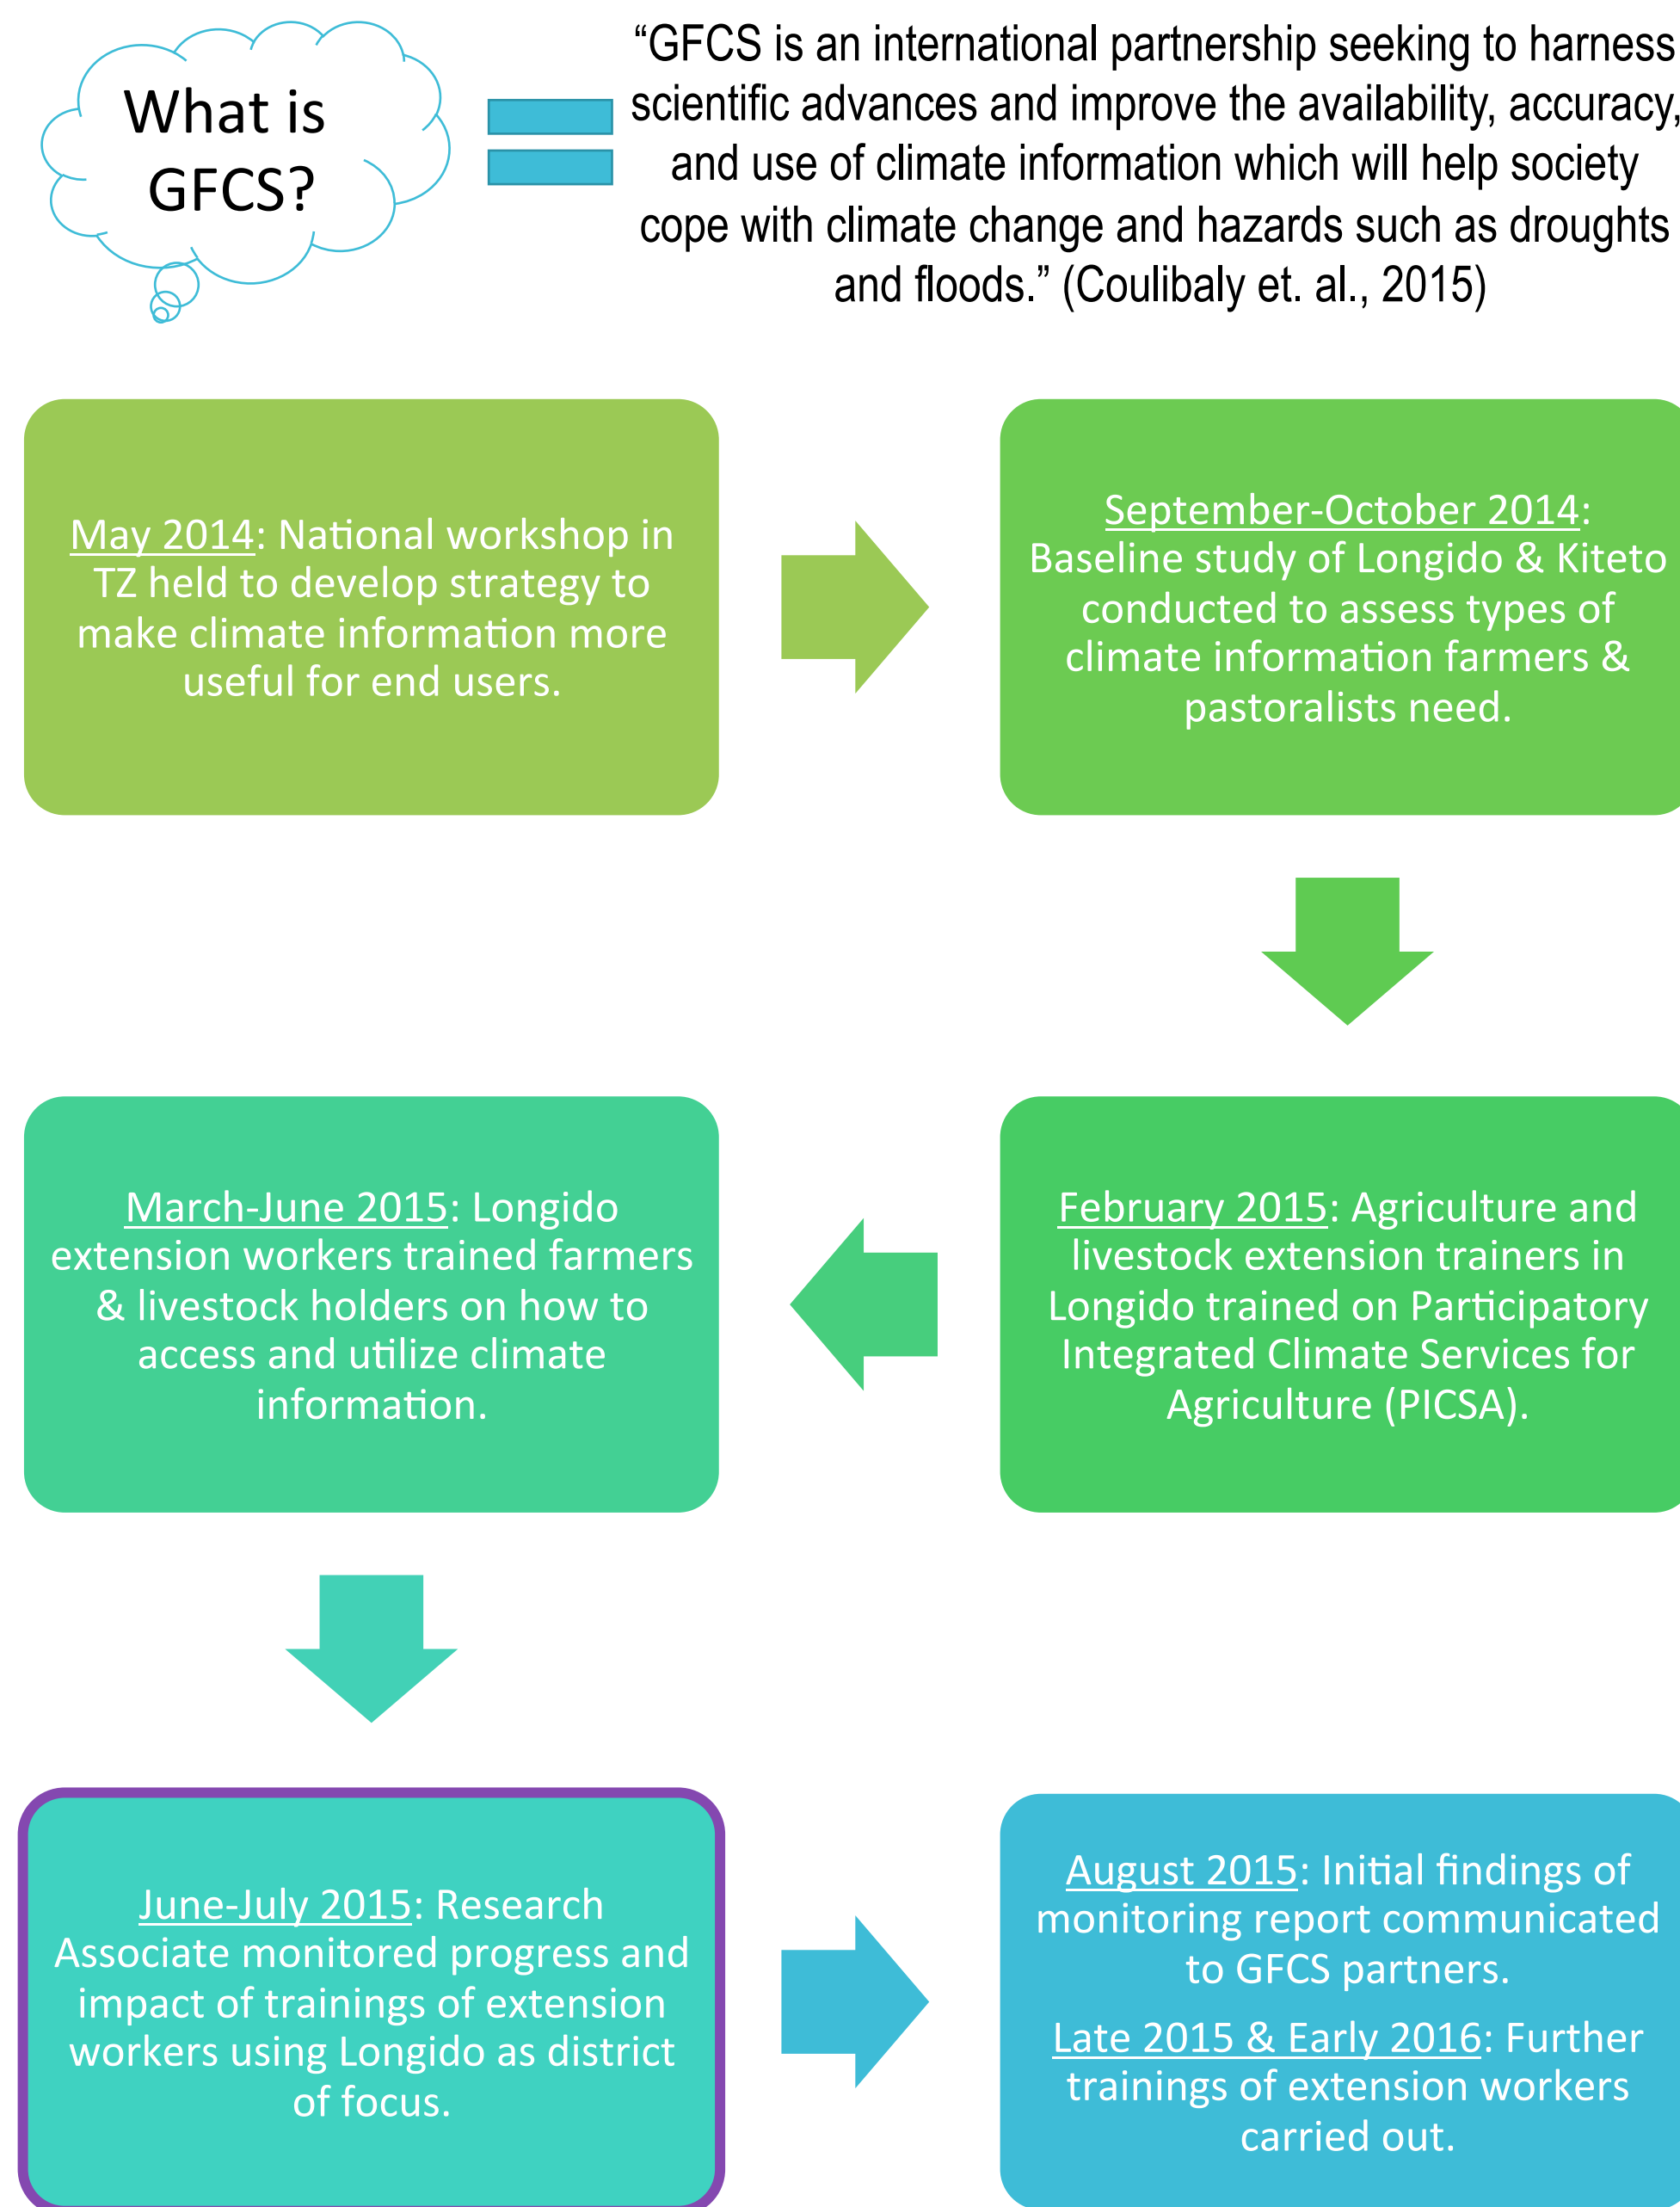 What is
GFCS?
“GFCS is an international partnership seeking to harness
scientific advances and improve the availability, accuracy,
and use of climate information which will help society
cope with climate change and hazards such as droughts
and floods.” (Coulibaly et. al., 2015)
May 2014: National workshop in
TZ held to develop strategy to
make climate information more
useful for end users.
September-October 2014:
Baseline study of Longido & Kiteto
conducted to assess types of
climate information farmers &
pastoralists need.
February 2015: Agriculture and
livestock extension trainers in
Longido trained on Participatory
Integrated Climate Services for
Agriculture (PICSA).
March-June 2015: Longido
extension workers trained farmers
& livestock holders on how to
access and utilize climate
information.
June-July 2015: Research
Associate monitored progress and
impact of trainings of extension
workers using Longido as district
of focus.
August 2015: Initial findings of
monitoring report communicated
to GFCS partners.
Late 2015 & Early 2016: Further
trainings of extension workers
carried out.